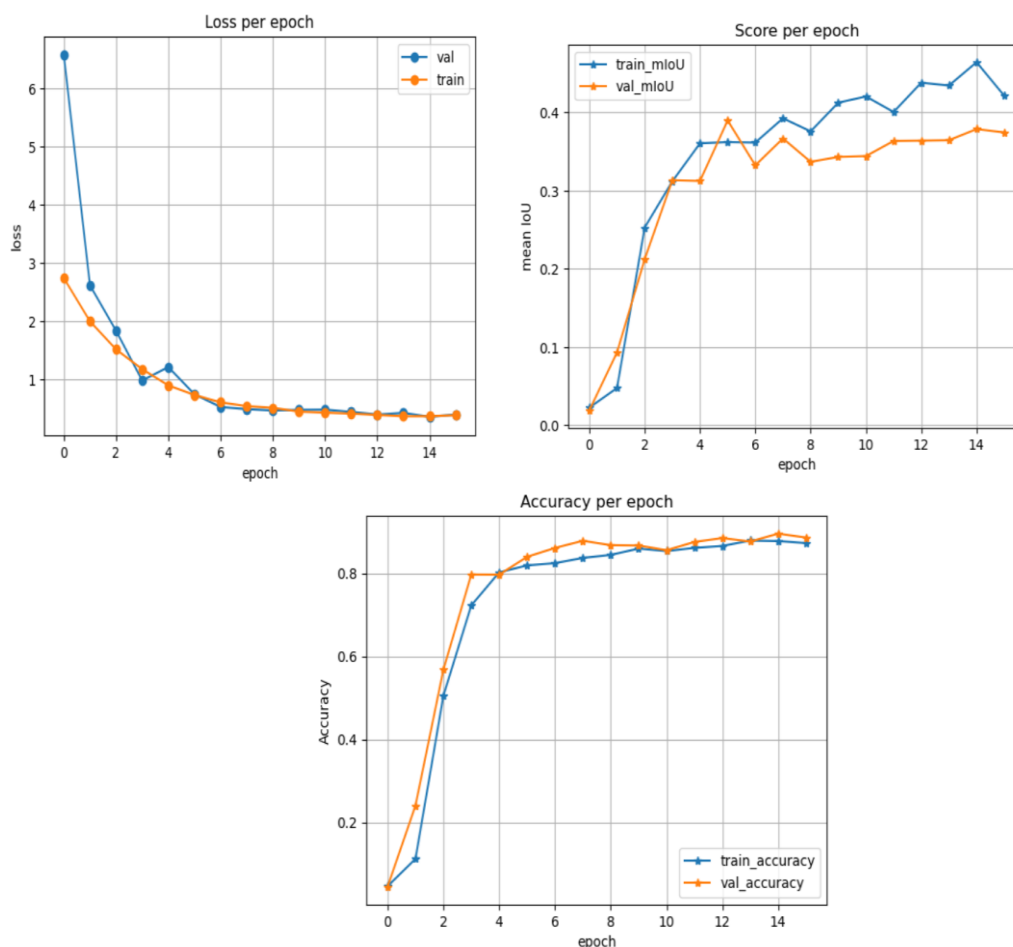 Loss per epoch
val
train
6
5
4
3
2
1
loss
0 2 4 6 8 10 12 14
epoch
Score per epoch
train_mIoU
val_mIoU
0.4
0.3
0.2
0.1
0.0
mean IoU
0 2 4 6 8 10 12 14
epoch
Accuracy per epoch
0.8
0.6
0.4
0.2
Accuracy
train_accuracy
val_accuracy
0 2 4 6 8 10 12 14
epoch